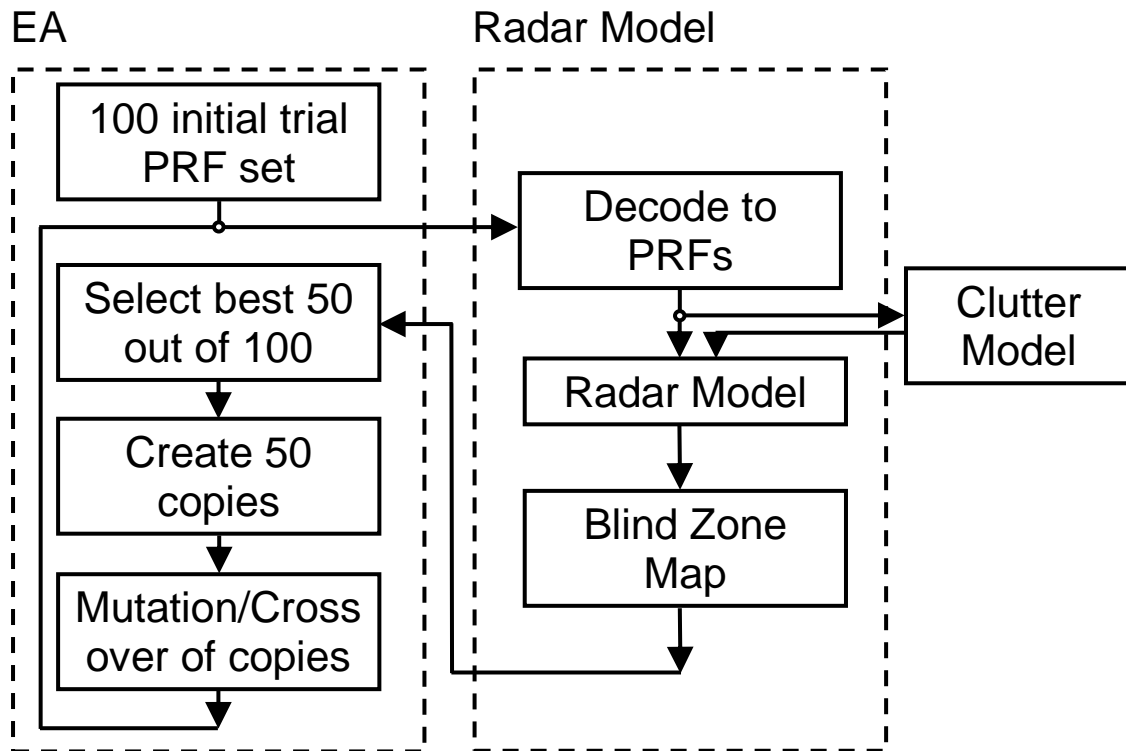 EA
100 initial trial
PRF set
Select best 50
out of 100
Create 50
copies
Mutation/Cross
over of copies
Radar Model
Decode to
PRFs
Radar Model
Blind Zone
Map
Clutter
Model